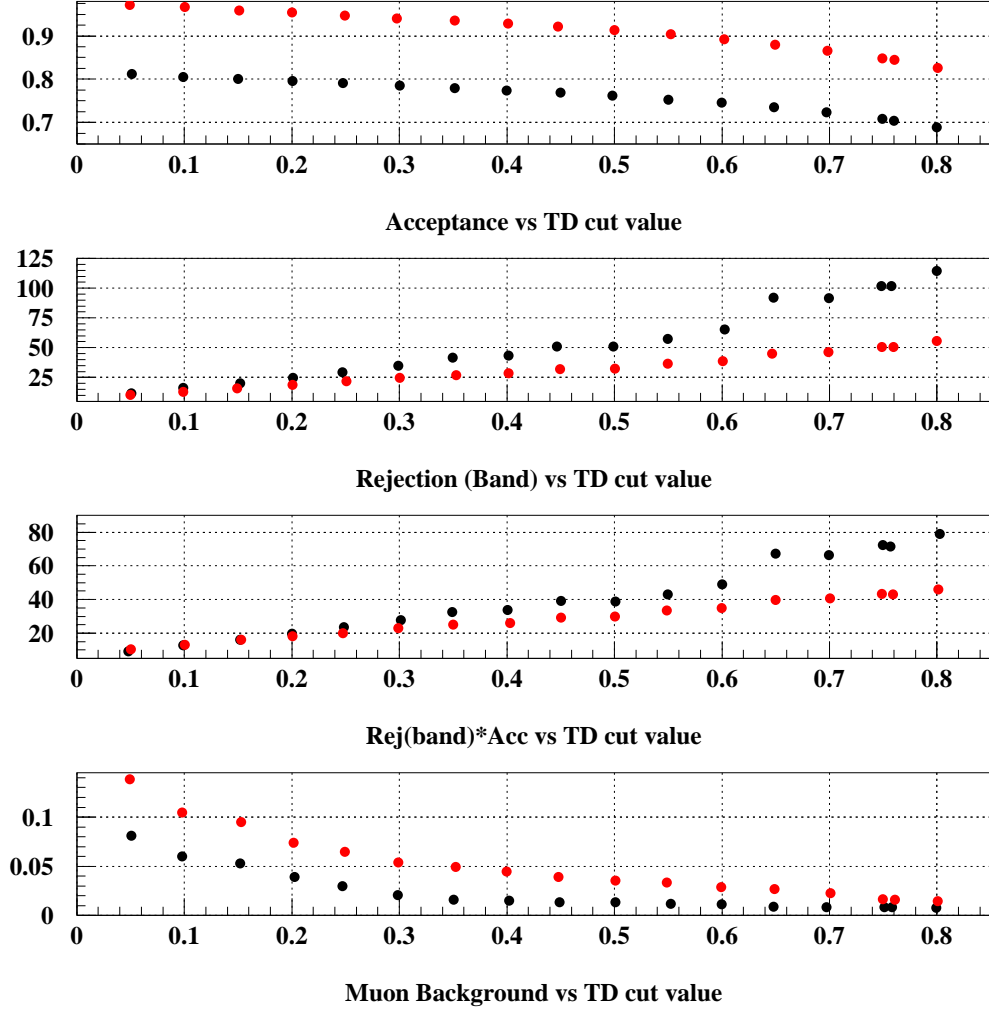 0.9
0.8
0.7
0 0.1 0.2 0.3 0.4 0.5 0.6 0.7 0.8
Acceptance vs TD cut value
125
100
75
50
25
0 0.1 0.2 0.3 0.4 0.5 0.6 0.7 0.8
Rejection (Band) vs TD cut value
80
60
40
20
0 0.1 0.2 0.3 0.4 0.5 0.6 0.7 0.8
Rej(band)*Acc vs TD cut value
0.1
0.05
0
0 0.1 0.2 0.3 0.4 0.5 0.6 0.7 0.8
Muon Background vs TD cut value